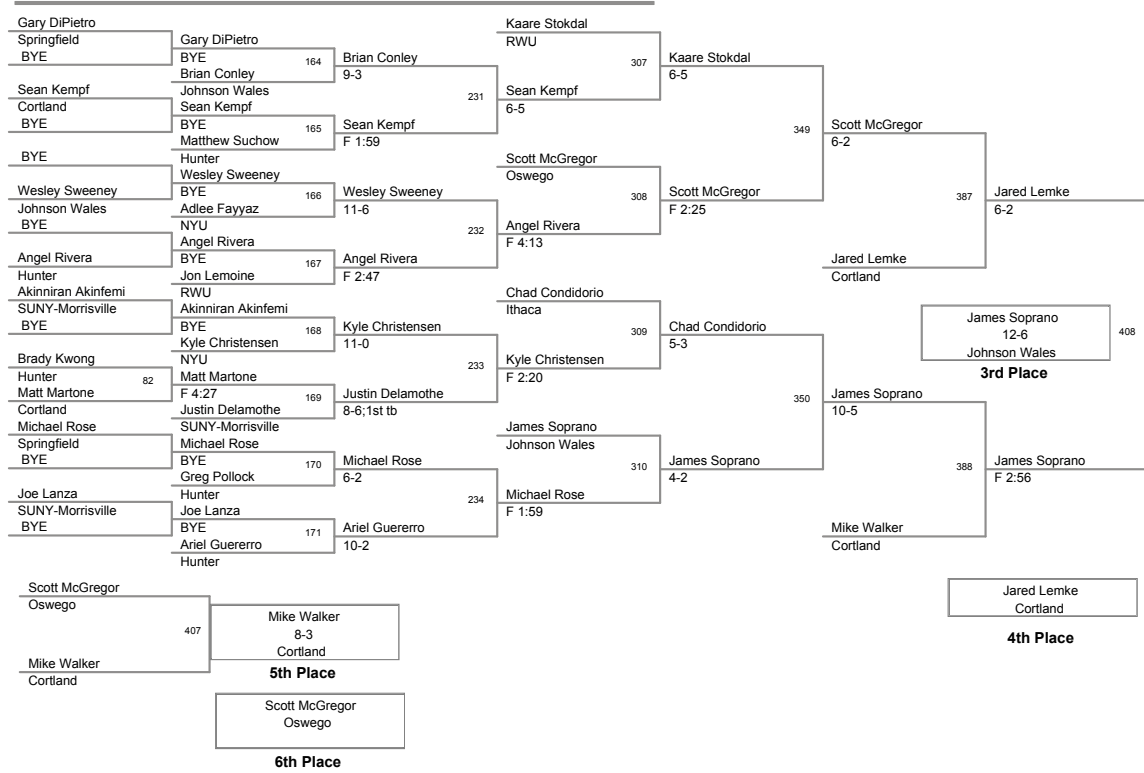 Gary DiPietro
Springfield
BYE
Sean Kempf
Cortland
BYE
BYE
Wesley Sweeney
Johnson Wales
BYE
Angel Rivera
Hunter
Akinniran Akinfemi
SUNY-Morrisville
BYE
Brady Kwong
Hunter
82
Matt Martone
Cortland
Michael Rose
Springfield
BYE
Joe Lanza
SUNY-Morrisville
BYE
Gary DiPietro
BYE
164
Brian Conley
Johnson Wales
Sean Kempf
BYE
165
Matthew Suchow
Hunter
Wesley Sweeney
BYE
166
Adlee Fayyaz
NYU
Angel Rivera
BYE
167
Jon Lemoine
RWU
Akinniran Akinfemi
BYE
168
Kyle Christensen
NYU
Matt Martone
F 4:27
169
Justin Delamothe
SUNY-Morrisville
Michael Rose
BYE
170
Greg Pollock
Hunter
Joe Lanza
BYE
171
Ariel Guererro
Hunter
Brian Conley
9-3
231
Sean Kempf
F 1:59
Wesley Sweeney
11-6
232
Angel Rivera
F 2:47
Kyle Christensen
11-0
233
Justin Delamothe
8-6;1st tb
Michael Rose
6-2
234
Ariel Guererro
10-2
Kaare Stokdal
RWU
307
Sean Kempf
6-5
Scott McGregor
Oswego
308
Angel Rivera
F 4:13
Chad Condidorio
Ithaca
309
Kyle Christensen
F 2:20
James Soprano
Johnson Wales
310
Michael Rose
F 1:59
Kaare Stokdal
6-5
349
Scott McGregor
F 2:25
Chad Condidorio
5-3
350
James Soprano
4-2
Scott McGregor
6-2
387
Jared Lemke
Cortland
James Soprano
10-5
388
Mike Walker
Cortland
Jared Lemke
6-2
James Soprano
12-6
Johnson Wales
408
3rd Place
James Soprano
F 2:56
Jared Lemke
Cortland
4th Place
Scott McGregor
Oswego
407
Mike Walker
Cortland
Mike Walker
8-3
Cortland
5th Place
Scott McGregor
Oswego
6th Place